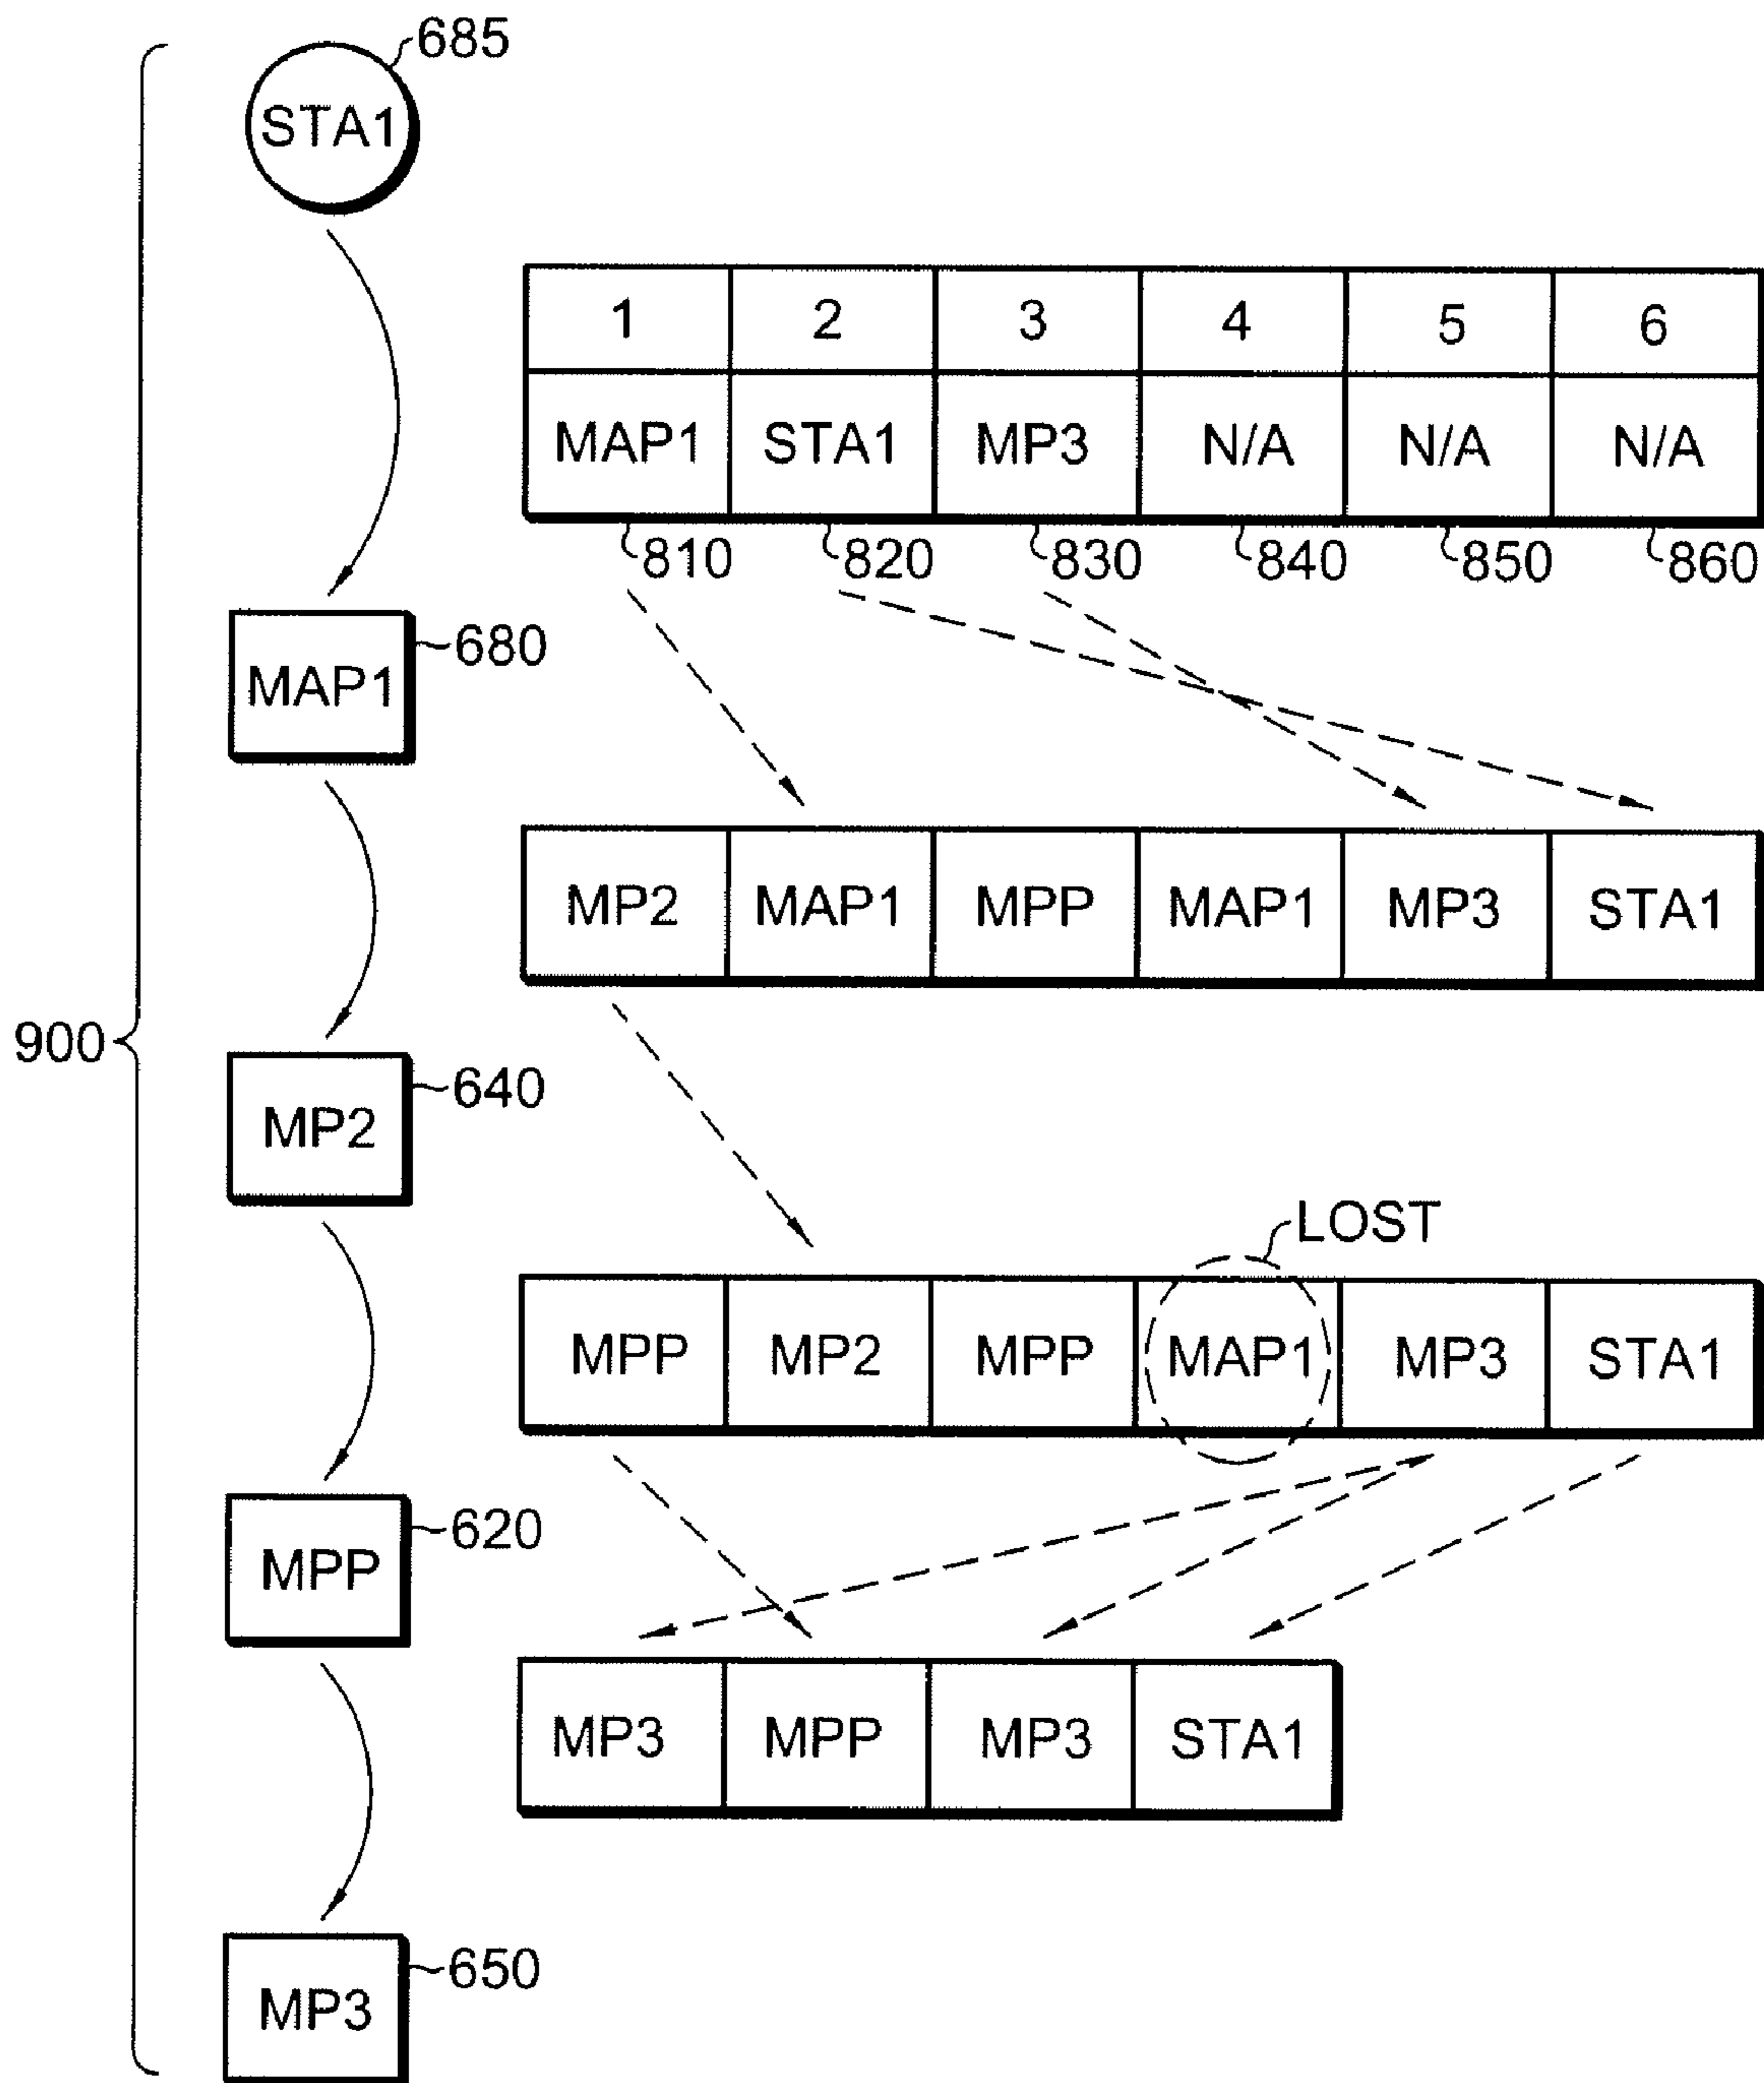 685
STA1
1 2 3 4 5 6
MAP1 STA1 MP3 N/A N/A N/A
810 820 830 840 850 860
680
MAP1
MP2 MAP1 MPP MAP1 MP3 STA1
900
640
MP2
LOST
MPP MP2 MPP MAP1 MP3 STA1
620
MPP
MP3 MPP MP3 STA1
650
MP3